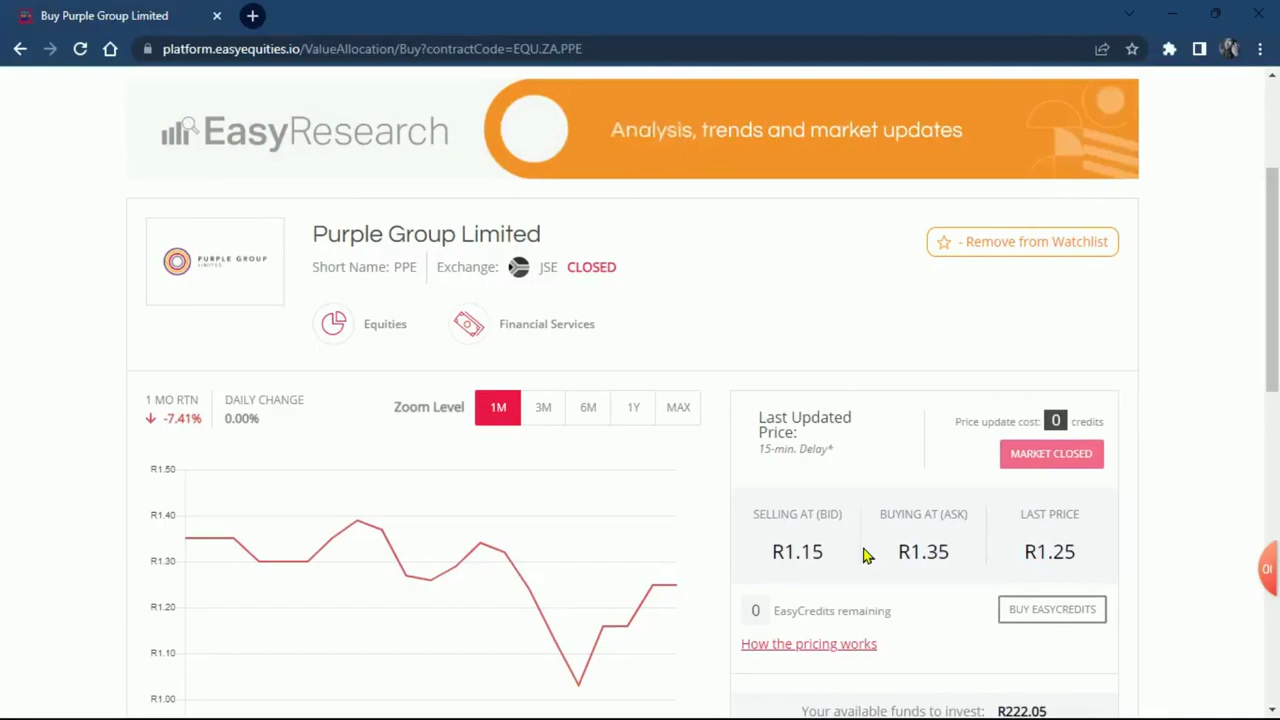 Buy Purple Group Limited
platform.easyequities.io/ValueAllocation/Buy?contractCode=EQU.ZA.PPE
EasyResearch
Analysis, trends and market updates
PURPLE GROUP
LIMITED
Purple Group Limited
- Remove from Watchlist
Short Name: PPE
Exchange:
JSE
CLOSED
Equities
Financial Services
1 MO RTN
-7.41%
DAILY CHANGE
0.00%
Zoom Level
1M
3M
6M
1Y
MAX
R1.50
R1.40
R1.30
R1.20
R1.10
R1.00
Last Updated
Price:
15-min. Delay*
Price update cost: 0 credits
MARKET CLOSED
SELLING AT (BID)
R1.15
BUYING AT (ASK)
R1.35
LAST PRICE
R1.25
0 EasyCredits remaining
BUY EASYCREDITS
How the pricing works
Your available funds to invest: R222.05